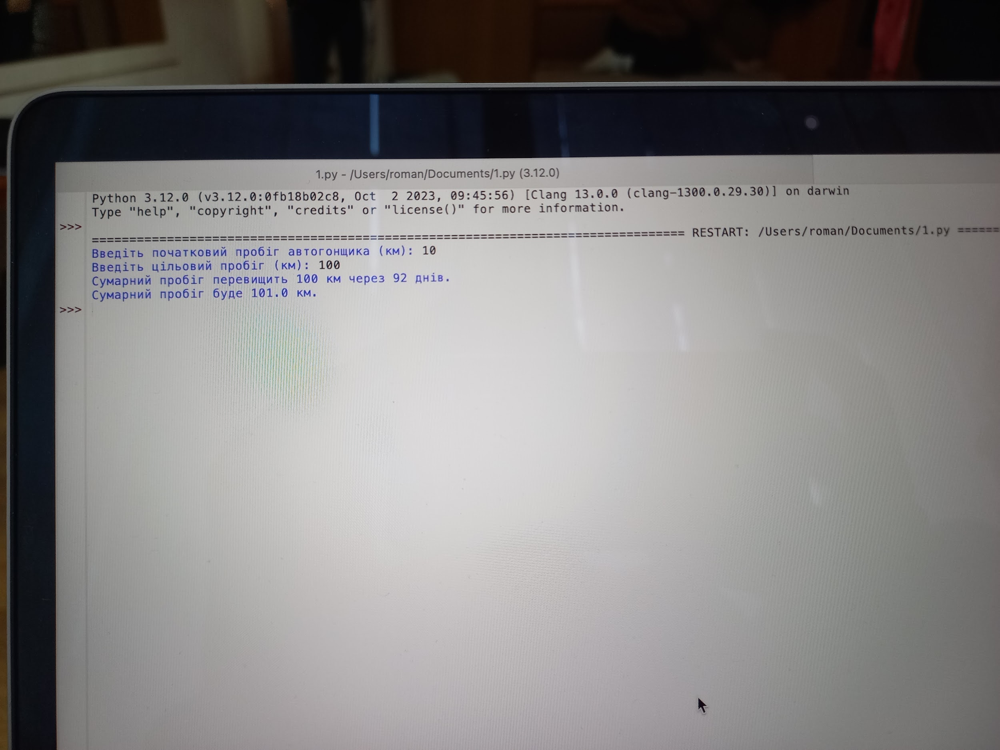 1.py - /Users/roman/Documents/1.py (3.12.0)
Python 3.12.0 (v3.12.0:0fb18b02c8, Oct  2 2023, 09:45:56) [Clang 13.0.0 (clang-1300.0.29.30)] on darwin
Type "help", "copyright", "credits" or "license()" for more information.
>>>
================================================================================ RESTART: /Users/roman/Documents/1.py ======
Введіть початковий пробіг автогонщика (км): 10
Введіть цільовий пробіг (км): 100
Сумарний пробіг перевищить 100 км через 92 днів.
Сумарний пробіг буде 101.0 км.
>>>